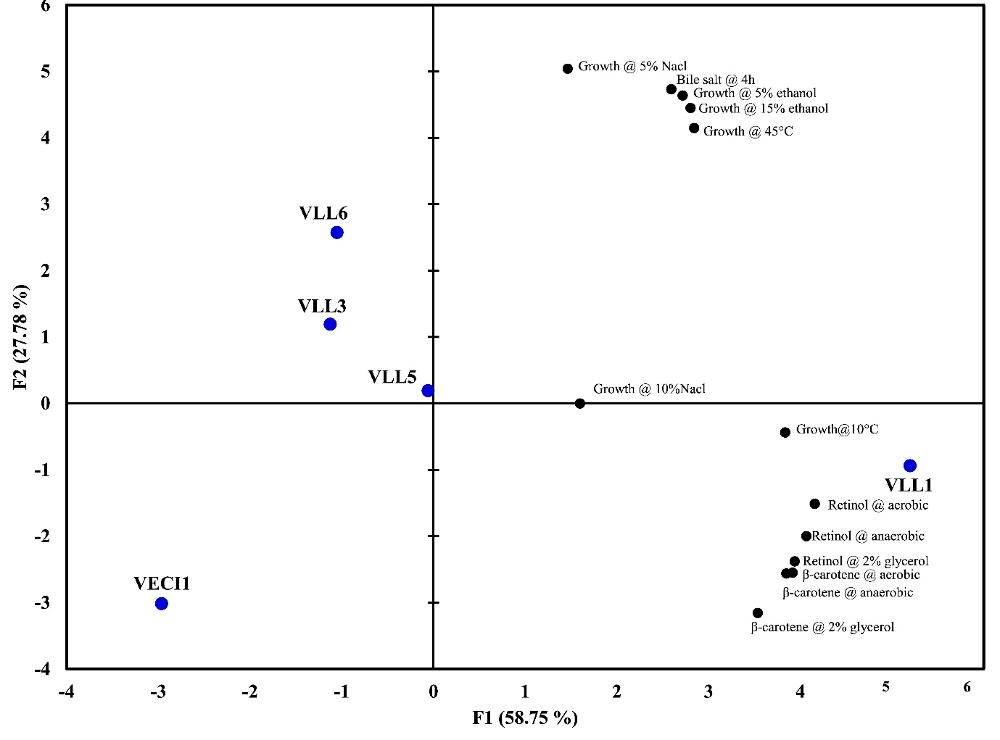 6
5
4
3
2
1
0
-1
-2
-3
-4
F2 (27.78 %)
Growth @ 5% Nacl
Bile salt @ 4h
Growth @ 5% ethanol
Growth @ 15% ethanol
Growth @ 45°C
VLL6
VLL3
VLL5
Growth @ 10%Nacl
Growth@10°C
VLL1
Retinol @ aerobic
Retinol @ anaerobic
Retinol @ 2% glycerol
β-carotene @ aerobic
VECI1
β-carotene @ anaerobic
β-carotene @ 2% glycerol
-4 -3 -2 -1 0 1 2 3 4 5 6
F1 (58.75 %)